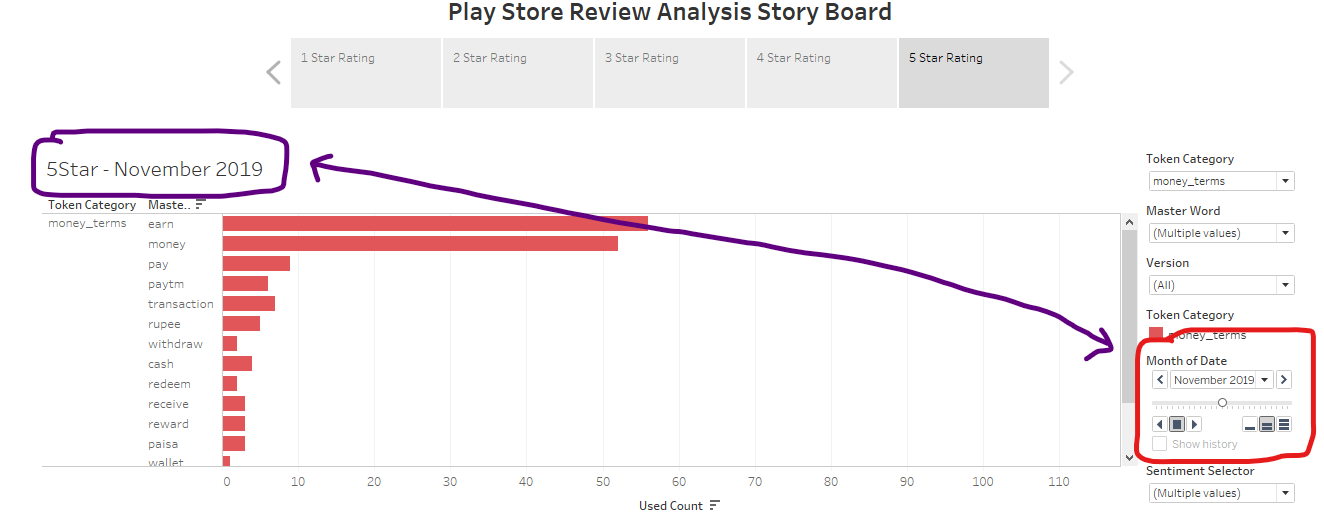 Play Store Review Analysis Story Board
1 Star Rating
2 Star Rating
3 Star Rating
4 Star Rating
5 Star Rating
5Star - November 2019
Token Category
money_terms
Master Word
(Multiple values)
Version
(All)
Token Category
money_terms
Month of Date
November 2019
Show history
Sentiment Selector
(Multiple values)
Token Category Maste..
money_terms earn
money
pay
paytm
transaction
rupee
withdraw
cash
redeem
receive
reward
paisa
wallet
0 10 20 30 40 50 60 70 80 90 100 110
Used Count